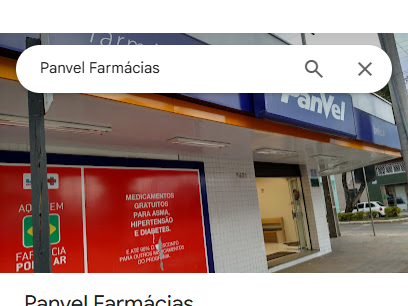 Panvel Farmácias
PanVel
AQUI TEM
FARMÁCIA
POPULAR
MEDICAMENTOS
GRATUITOS
PARA ASMA,
HIPERTENSÃO
E DIABETES.
E ATÉ 90% DE DESCONTO
PARA OUTROS MEDICAMENTOS
DO PROGRAMA.
Panvel Farmácias